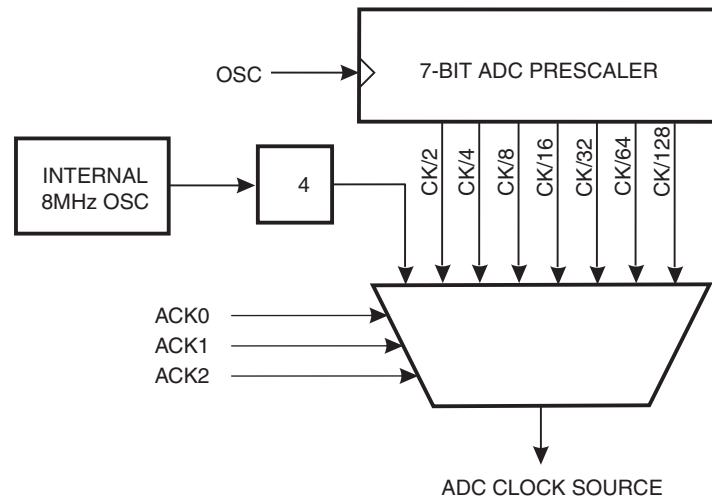 7-BIT ADC PRESCALER
OSC
CK/2
CK/4
CK/8
CK/16
CK/32
CK/64
CK/128
INTERNAL
8MHz OSC
4
ACK0
ACK1
ACK2
ADC CLOCK SOURCE